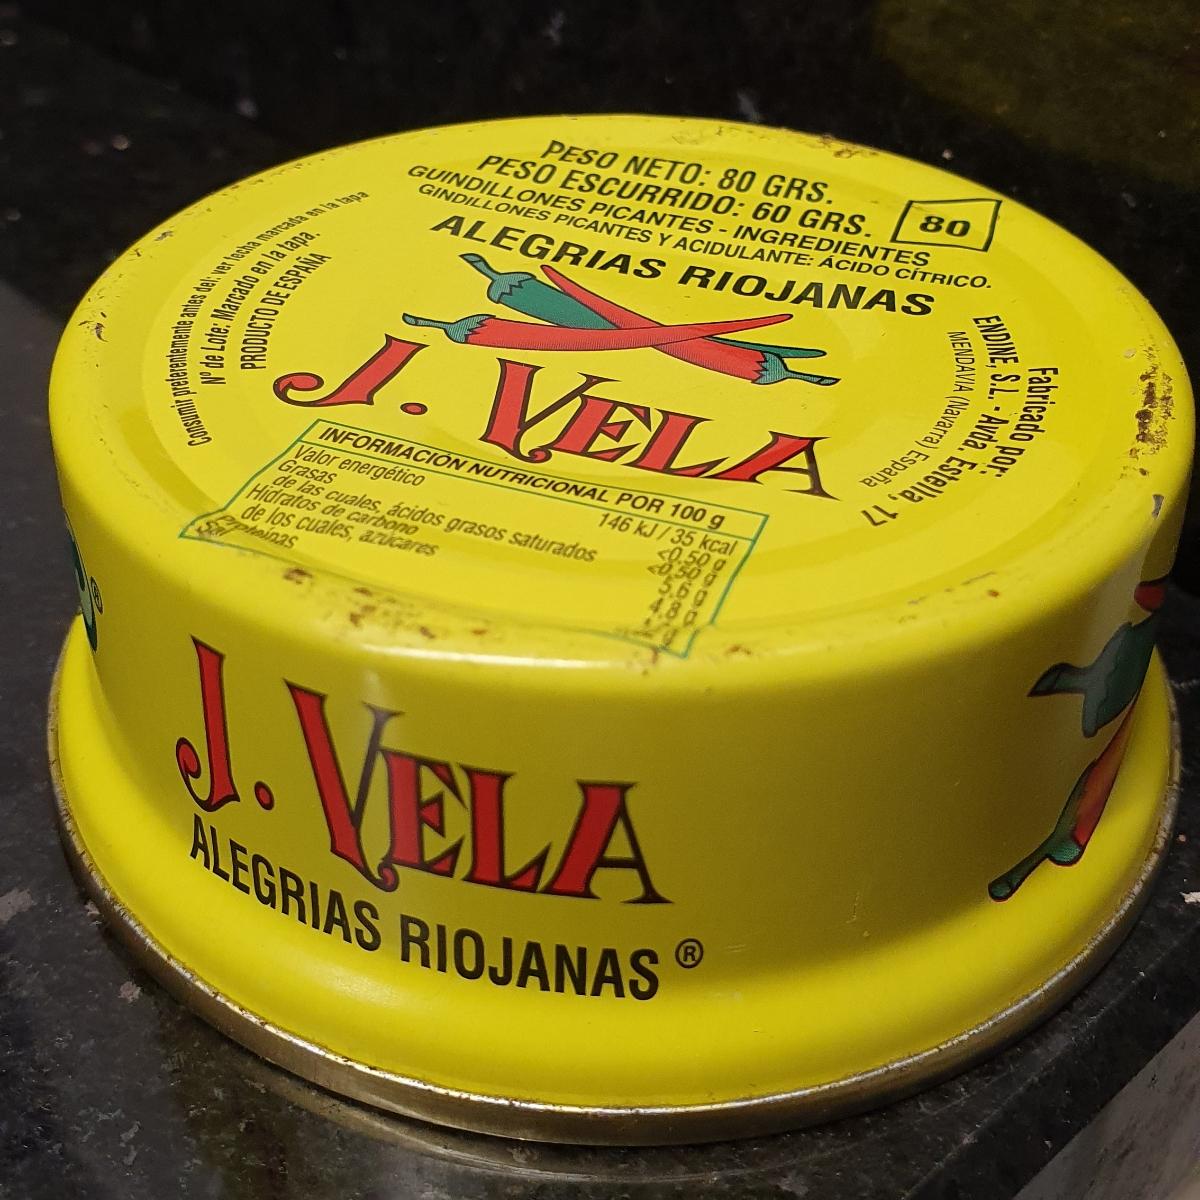 PESO NETO: 80 GRS.
PESO ESCURRIDO: 60 GRS.
80
GUINDILLONES PICANTES - INGREDIENTES
GINDILLONES PICANTES Y ACIDULANTE: ÁCIDO CÍTRICO.
ALEGRIAS RIOJANAS
J. VELA
Consumir preferentemente antes del: ver fecha marcada en la tapa
Nº de Lote: Marcado en la tapa.
PRODUCTO DE ESPAÑA
Fabricado por:
ENDINE, S.L. - Avda. Estella, 17
MENDAVIA (Navarra) España
INFORMACIÓN NUTRICIONAL POR 100 g
Valor energético 146 kJ / 35 kcal
Grasas <0.50 g
de las cuales, ácidos grasos saturados <0.50 g
Hidratos de carbono 5.6 g
de los cuales, azúcares 4.8 g
Proteínas
Sal
®
J. VELA
ALEGRIAS RIOJANAS ®